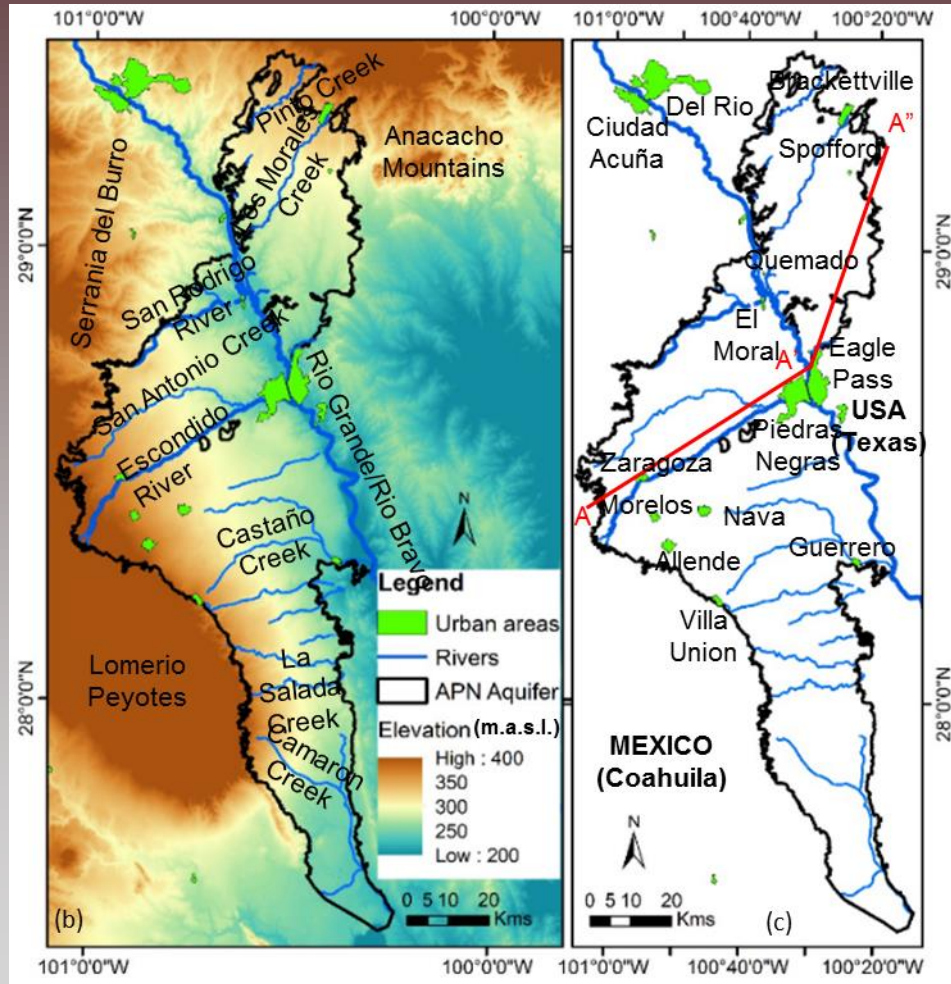 101°0'0"W
100°0'0"W
101°0'0"W
100°40'0"W
100°20'0"W
Pinto Creek
Los Morales
Creek
Anacacho
Mountains
Serrania del Burro
29°0'0"N
San Rodrigo
River
San Antonio Creek
Rio Grande/Rio Bravo
Escondido
River
Castaño
Creek
N
Lomerio
Peyotes
La
Salada
Creek
Camaron
Creek
28°0'0"N
Legend
Urban areas
Rivers
APN Aquifer
Elevation (m.a.s.l.)
High : 400
350
300
250
Low : 200
0 5 10 20
Kms
(b)
101°0'0"W
100°0'0"W
Brackettville
Del Rio
A"
Ciudad
Acuña
Spofford
29°0'0"N
Quemado
El
Moral
A'
Eagle
Pass
USA
(Texas)
Piedras
Negras
Zaragoza
A
Morelos
Nava
Allende
Guerrero
Villa
Union
28°0'0"N
MEXICO
(Coahuila)
N
0 5 10 20
Kms
(c)
101°0'0"W
100°40'0"W
100°20'0"W